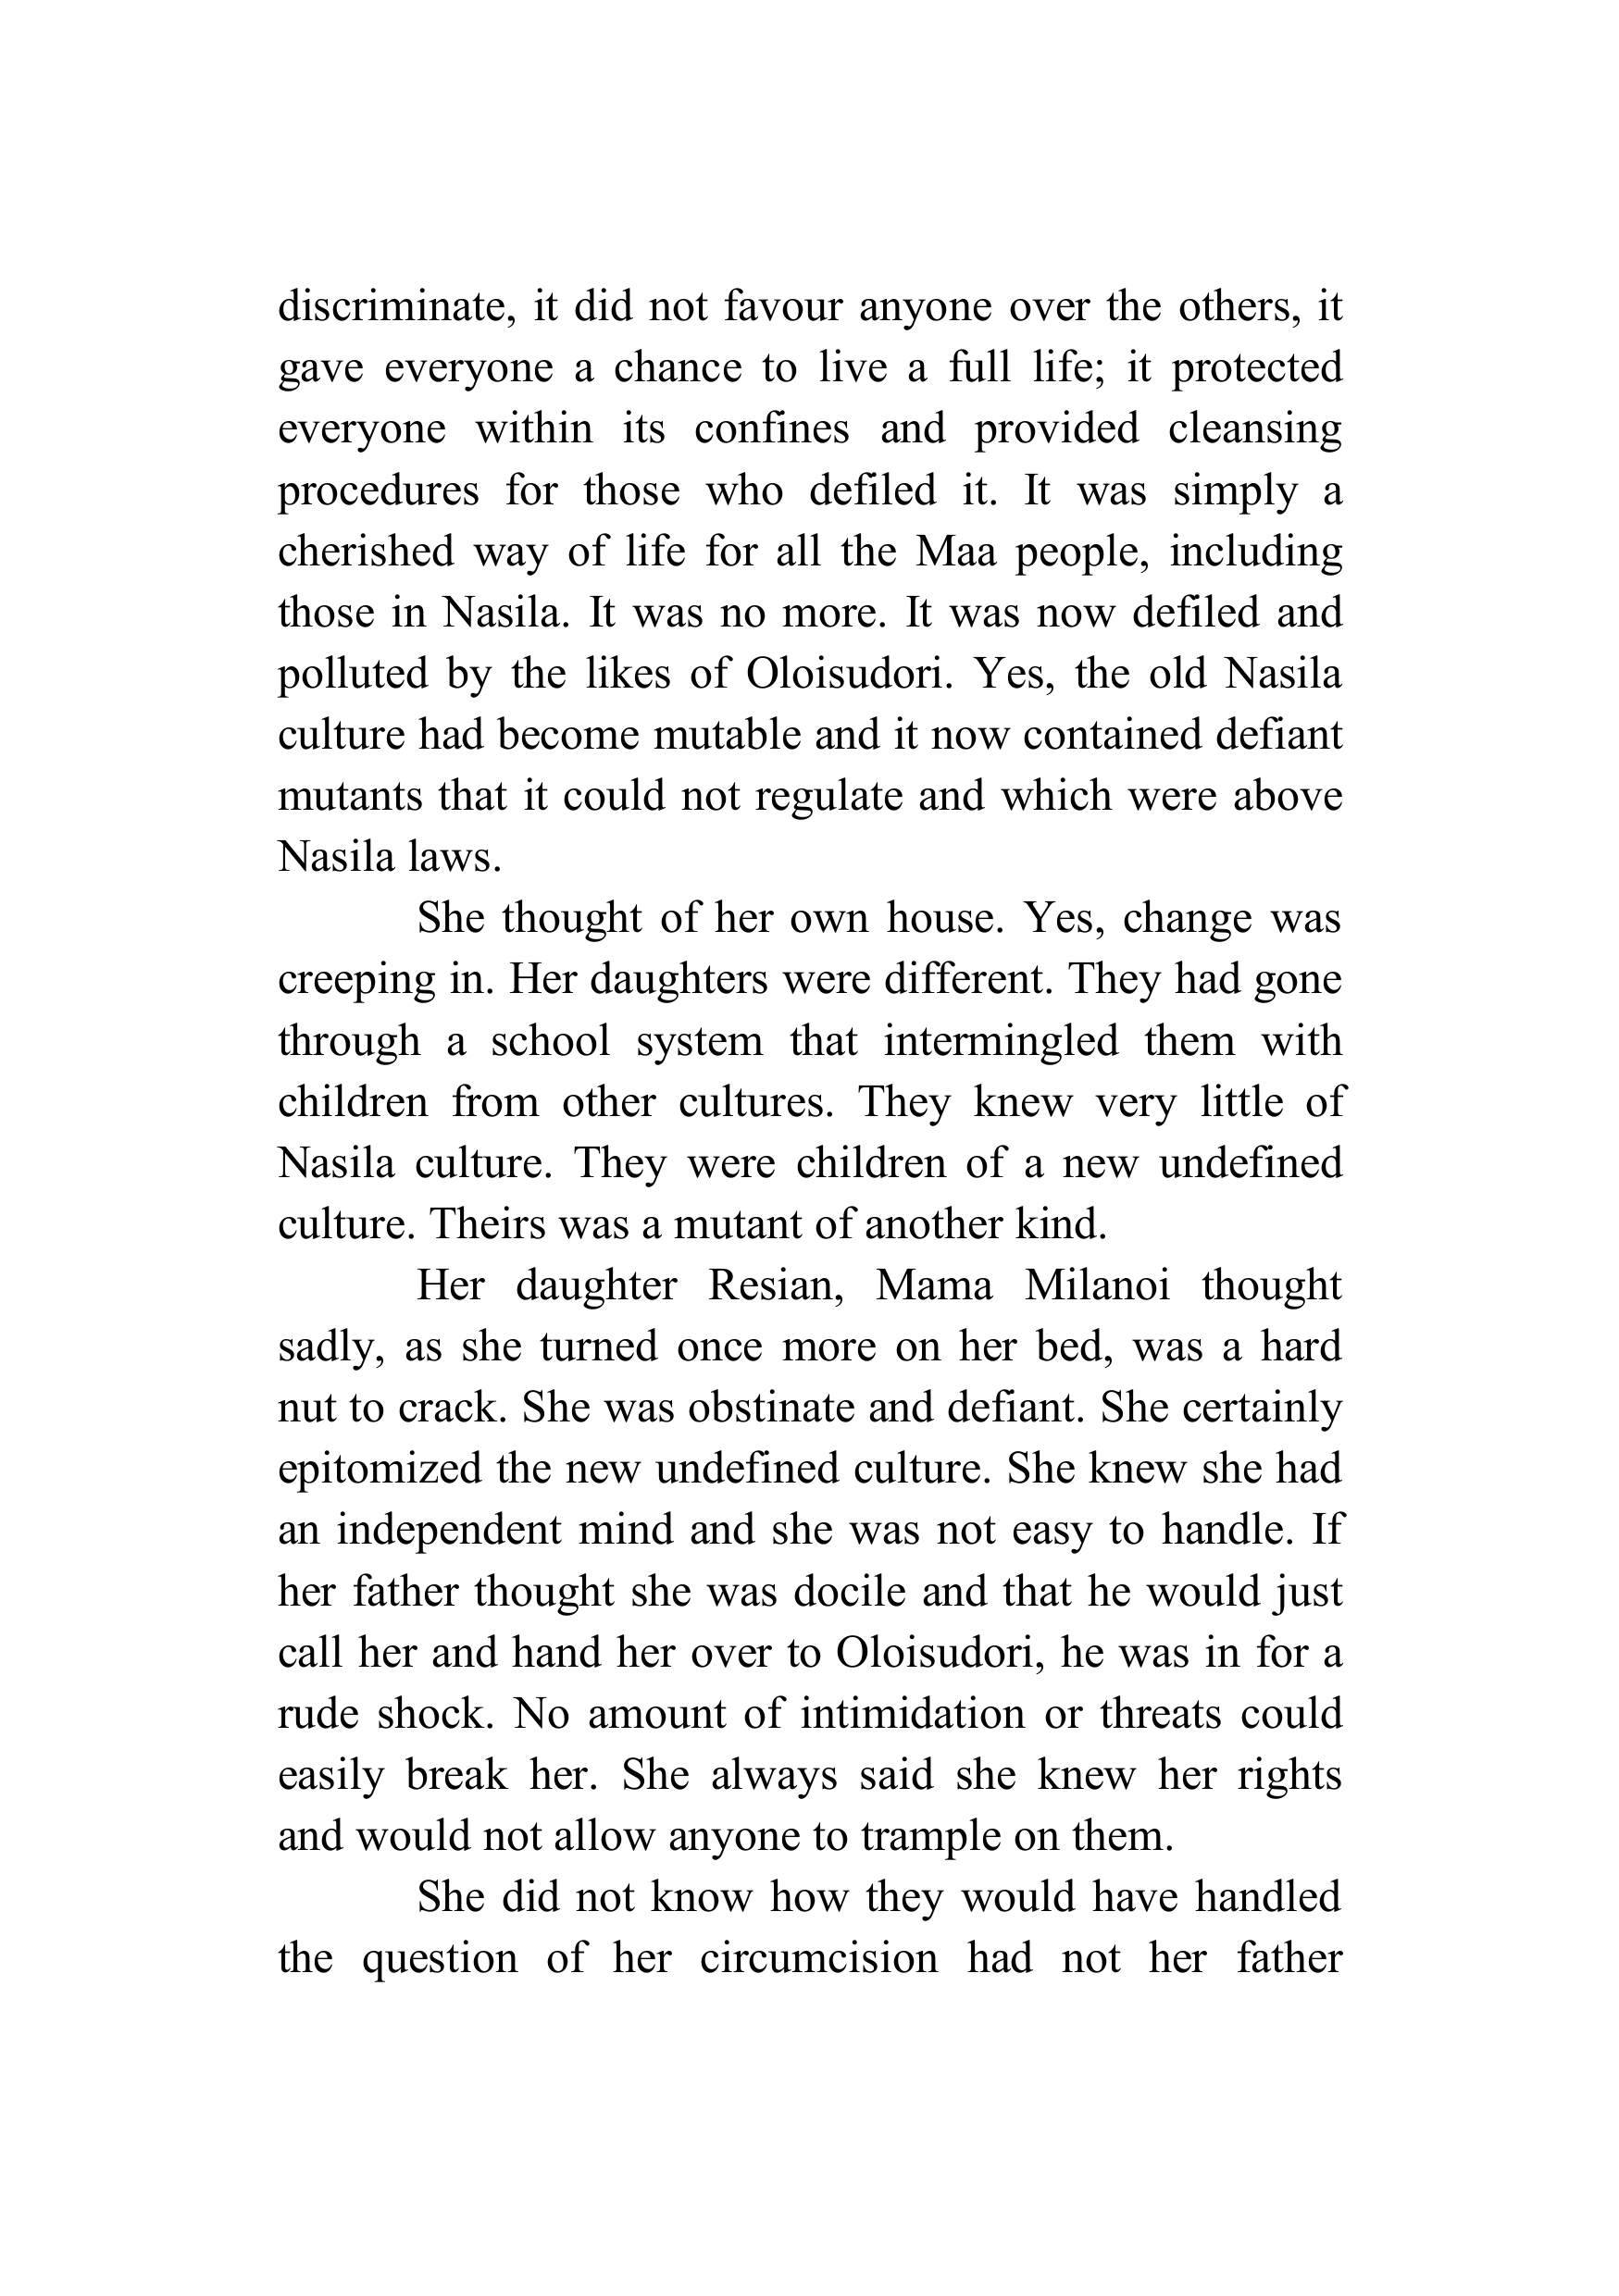 discriminate, it did not favour anyone over the others, it
gave everyone a chance to live a full life; it protected
everyone within its confines and provided cleansing
procedures for those who defiled it. It was simply a
cherished way of life for all the Maa people, including
those in Nasila. It was no more. It was now defiled and
polluted by the likes of Oloisudori. Yes, the old Nasila
culture had become mutable and it now contained defiant
mutants that it could not regulate and which were above
Nasila laws.
She thought of her own house. Yes, change was
creeping in. Her daughters were different. They had gone
through a school system that intermingled them with
children from other cultures. They knew very little of
Nasila culture. They were children of a new undefined
culture. Theirs was a mutant of another kind.
Her daughter Resian, Mama Milanoi thought
sadly, as she turned once more on her bed, was a hard
nut to crack. She was obstinate and defiant. She certainly
epitomized the new undefined culture. She knew she had
an independent mind and she was not easy to handle. If
her father thought she was docile and that he would just
call her and hand her over to Oloisudori, he was in for a
rude shock. No amount of intimidation or threats could
easily break her. She always said she knew her rights
and would not allow anyone to trample on them.
She did not know how they would have handled
the question of her circumcision had not her father